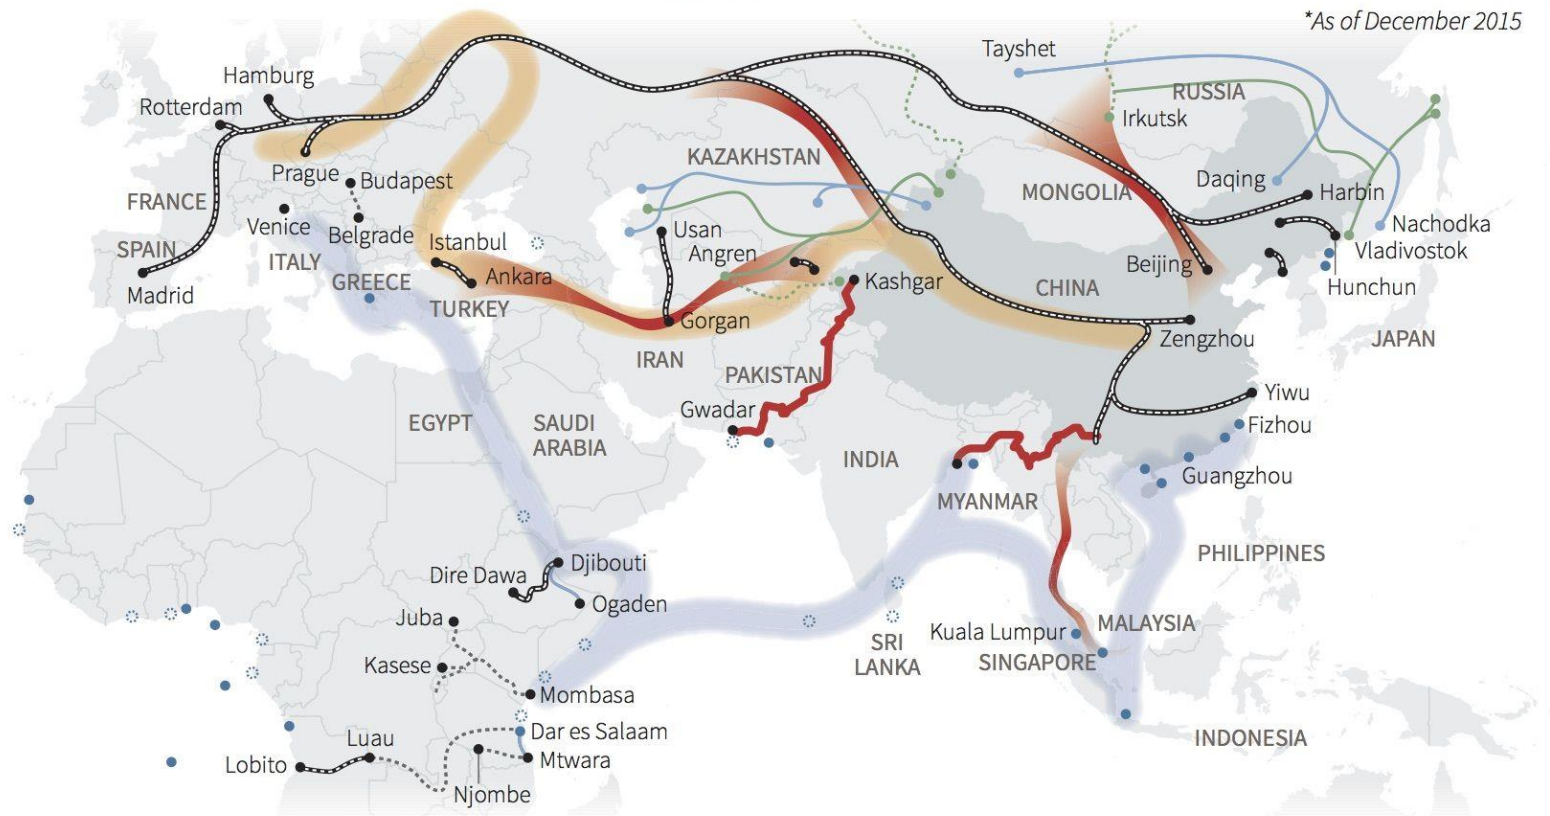 *As of December 2015
Tayshet
Hamburg
Rotterdam
RUSSIA
Irkutsk
KAZAKHSTAN
Prague
Budapest
MONGOLIA
Daqing
Harbin
FRANCE
Venice
Belgrade
Usan
Nachodka
SPAIN
ITALY
Istanbul
Angren
Vladivostok
GREECE
Ankara
Kashgar
Beijing
Madrid
TURKEY
CHINA
Hunchun
Gorgan
Zengzhou
JAPAN
IRAN
PAKISTAN
Yiwu
Gwadar
EGYPT
SAUDI
ARABIA
Fizhou
INDIA
Guangzhou
MYANMAR
PHILIPPINES
Djibouti
Dire Dawa
Ogaden
Juba
MALAYSIA
Kuala Lumpur
SRI
LANKA
SINGAPORE
Kasese
Mombasa
Dar es Salaam
Luau
INDONESIA
Lobito
Mtwara
Njombe